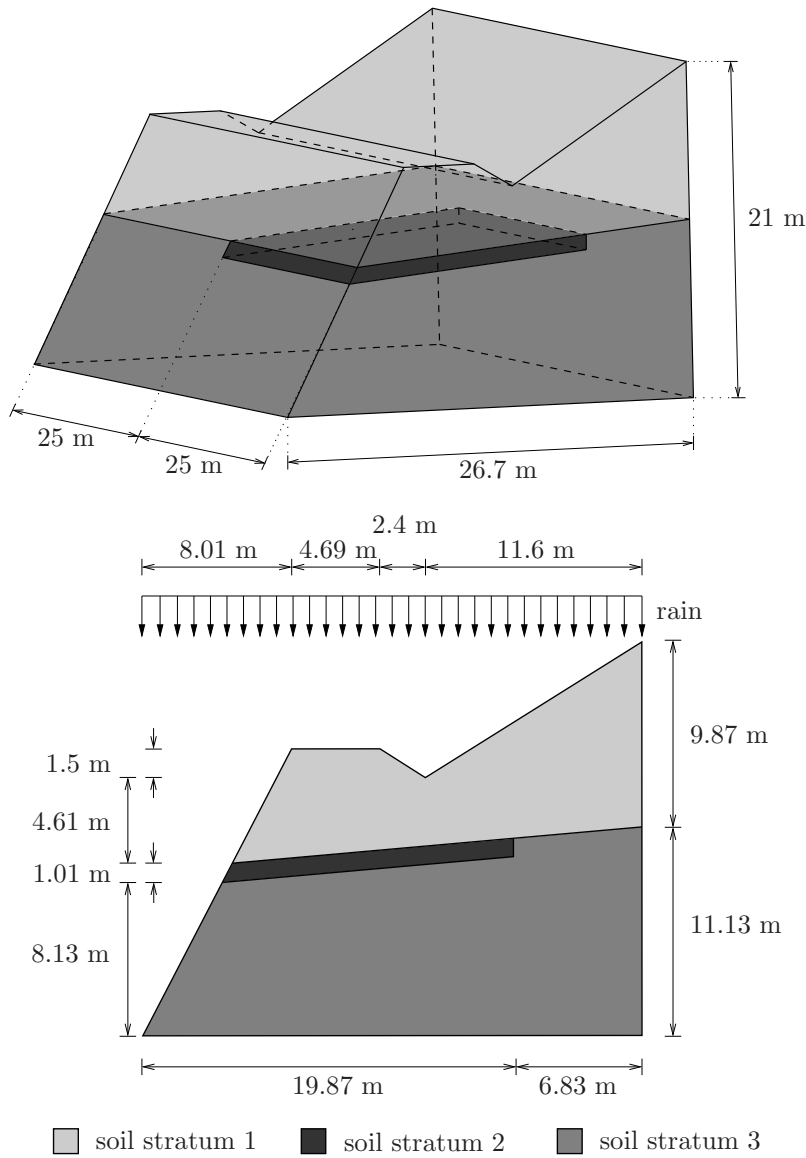 21 m
25 m
25 m
26.7 m
2.4 m
8.01 m
4.69 m
11.6 m
rain
1.5 m
9.87 m
4.61 m
1.01 m
8.13 m
11.13 m
19.87 m
6.83 m
soil stratum 1
soil stratum 2
soil stratum 3